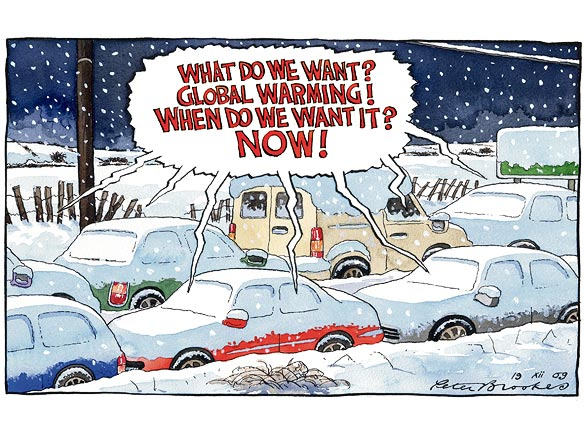 WHAT DO WE WANT?
GLOBAL WARMING!
WHEN DO WE WANT IT?
NOW!
19 xii 09
Peter Brookes